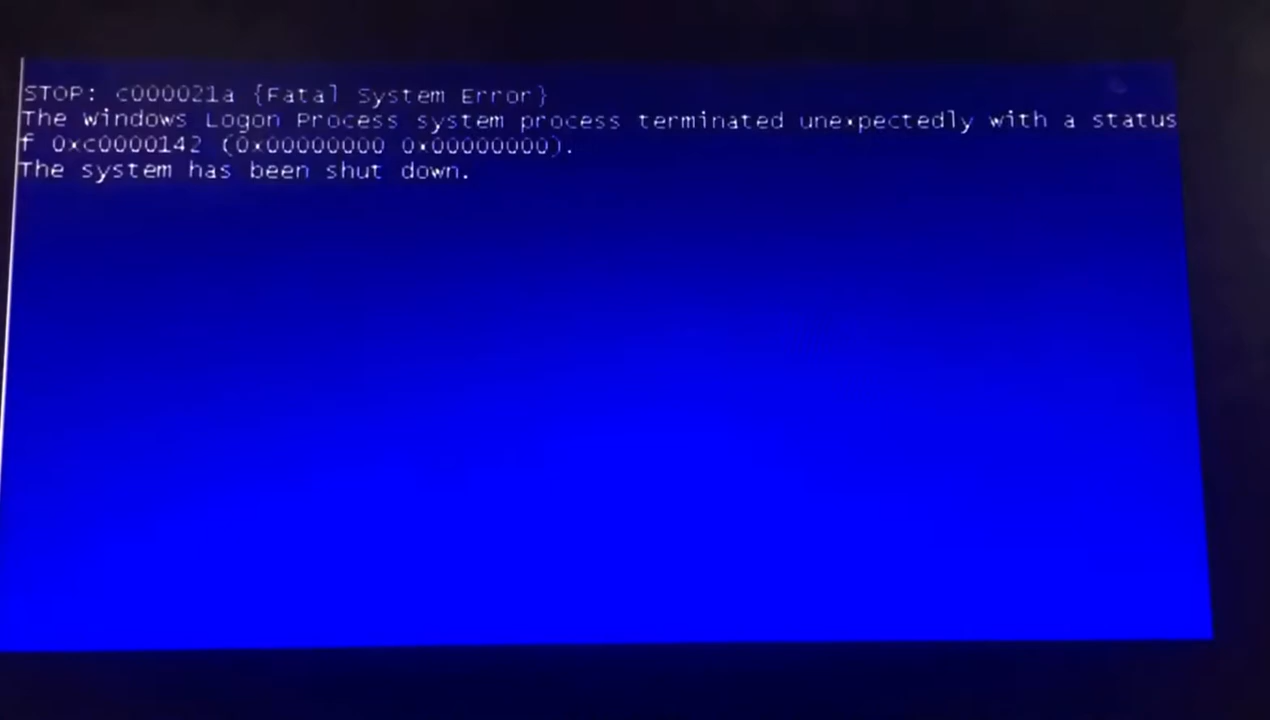 STOP: c000021a {Fatal System Error}
The Windows Logon Process system process terminated unexpectedly with a status
f 0xc0000142 (0x00000000 0x00000000).
The system has been shut down.